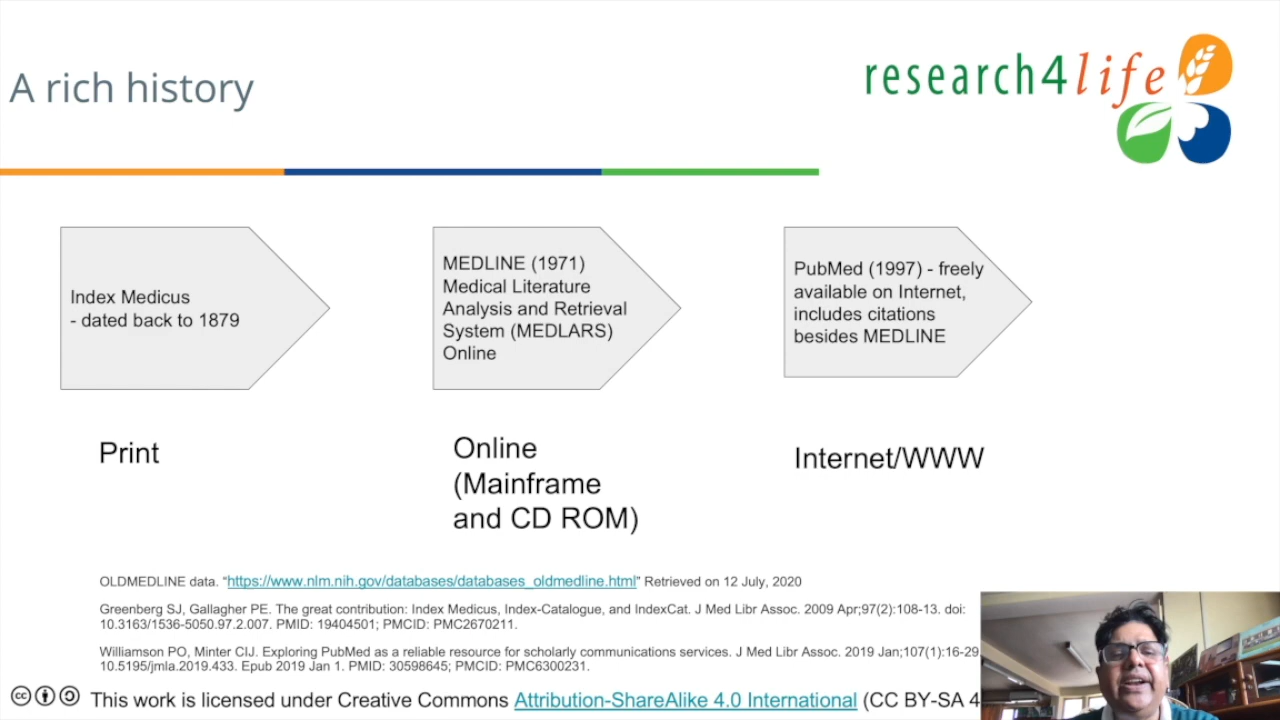 A rich history
research4life
Index Medicus
- dated back to 1879
MEDLINE (1971)
Medical Literature
Analysis and Retrieval
System (MEDLARS)
Online
PubMed (1997) - freely
available on Internet,
includes citations
besides MEDLINE
Print
Online
(Mainframe
and CD ROM)
Internet/WWW
OLDMEDLINE data. “https://www.nlm.nih.gov/databases/databases_oldmedline.html” Retrieved on 12 July, 2020
Greenberg SJ, Gallagher PE. The great contribution: Index Medicus, Index-Catalogue, and IndexCat. J Med Libr Assoc. 2009 Apr;97(2):108-13. doi:
10.3163/1536-5050.97.2.007. PMID: 19404501; PMCID: PMC2670211.
Williamson PO, Minter CIJ. Exploring PubMed as a reliable resource for scholarly communications services. J Med Libr Assoc. 2019 Jan;107(1):16-29
10.5195/jmla.2019.433. Epub 2019 Jan 1. PMID: 30598645; PMCID: PMC6300231.
This work is licensed under Creative Commons Attribution-ShareAlike 4.0 International (CC BY-SA 4